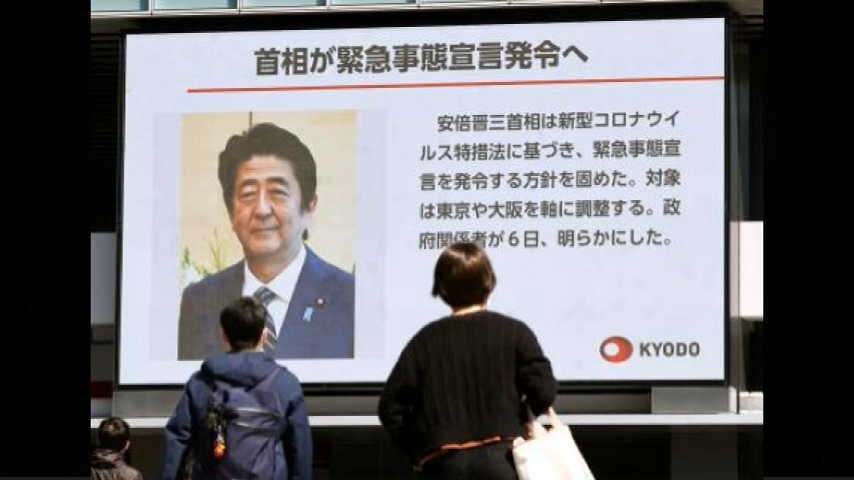 首相が緊急事態宣言発令へ
安倍晋三首相は新型コロナウイ
ルス特措法に基づき、緊急事態宣
言を発令する方針を固めた。対象
は東京や大阪を軸に調整する。政
府関係者が６日、明らかにした。
KYODO